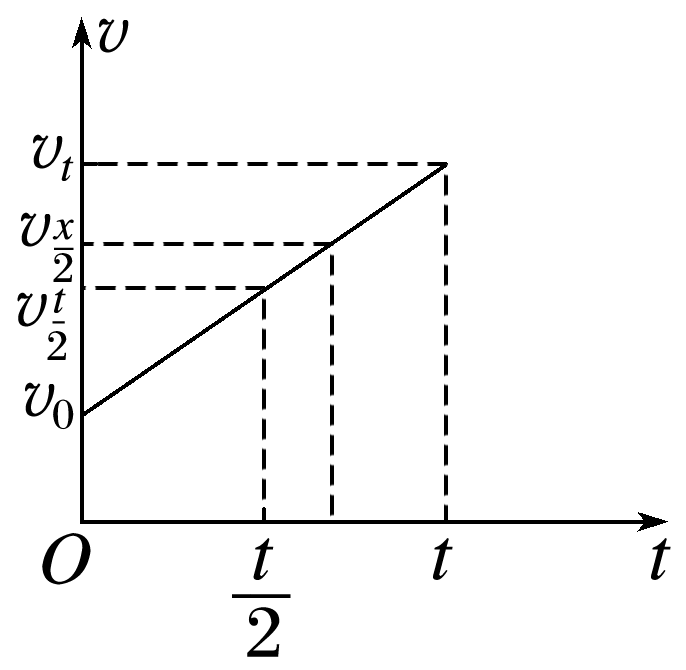 v
v_t
v_{x/2}
v_{t/2}
v_0
O t/2 t t